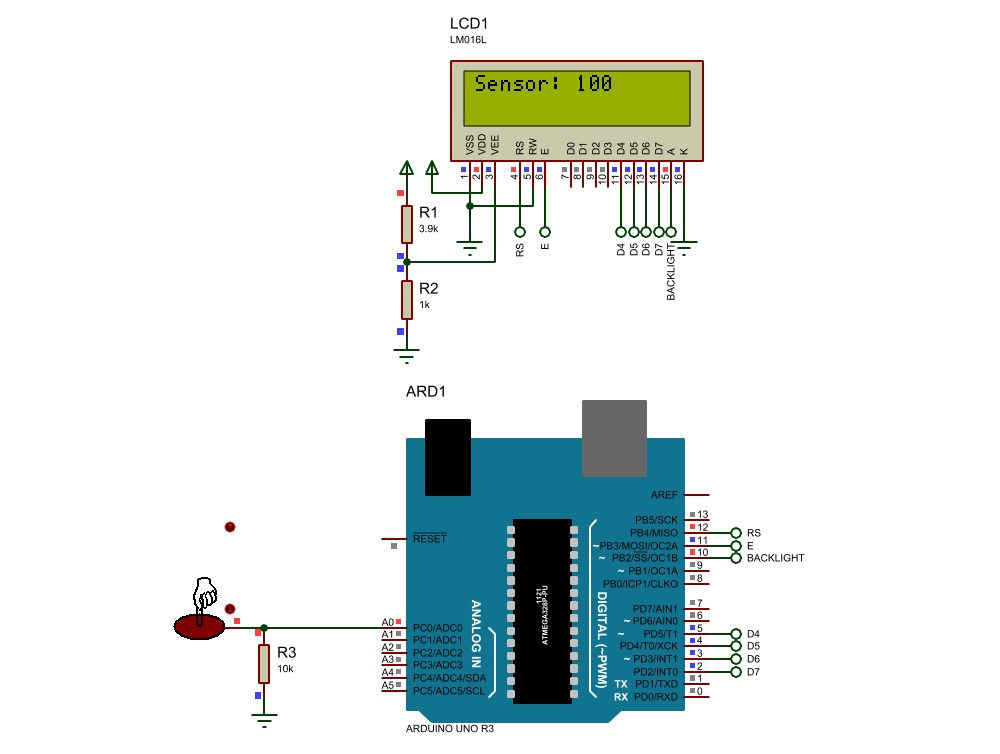 LCD1
LM016L
Sensor: 100
VSS VDD VEE RS RW E D0 D1 D2 D3 D4 D5 D6 D7 A K
1 2 3 4 5 6 7 8 9 10 11 12 13 14 15 16
R1
3.9k
RS E D4 D5 D6 D7 BACKLIGHT
R2
1k
ARD1
AREF
PB5/SCK 13
RESET PB4/MISO 12 RS
~PB3/MOSI/OC2A 11 E
~ PB2/SS/OC1B 10 BACKLIGHT
~ PB1/OC1A 9
PB0/ICP1/CLKO 8
1121
ATMEGA328P-PU
ANALOG IN
DIGITAL (~PWM)
PD7/AIN1 7
~ PD6/AIN0 6
A0 PC0/ADC0 ~ PD5/T1 5 D4
A1 PC1/ADC1 PD4/T0/XCK 4 D5
A2 PC2/ADC2 ~ PD3/INT1 3 D6
A3 PC3/ADC3 PD2/INT0 2 D7
A4 PC4/ADC4/SDA TX PD1/TXD 1
A5 PC5/ADC5/SCL RX PD0/RXD 0
R3
10k
ARDUINO UNO R3